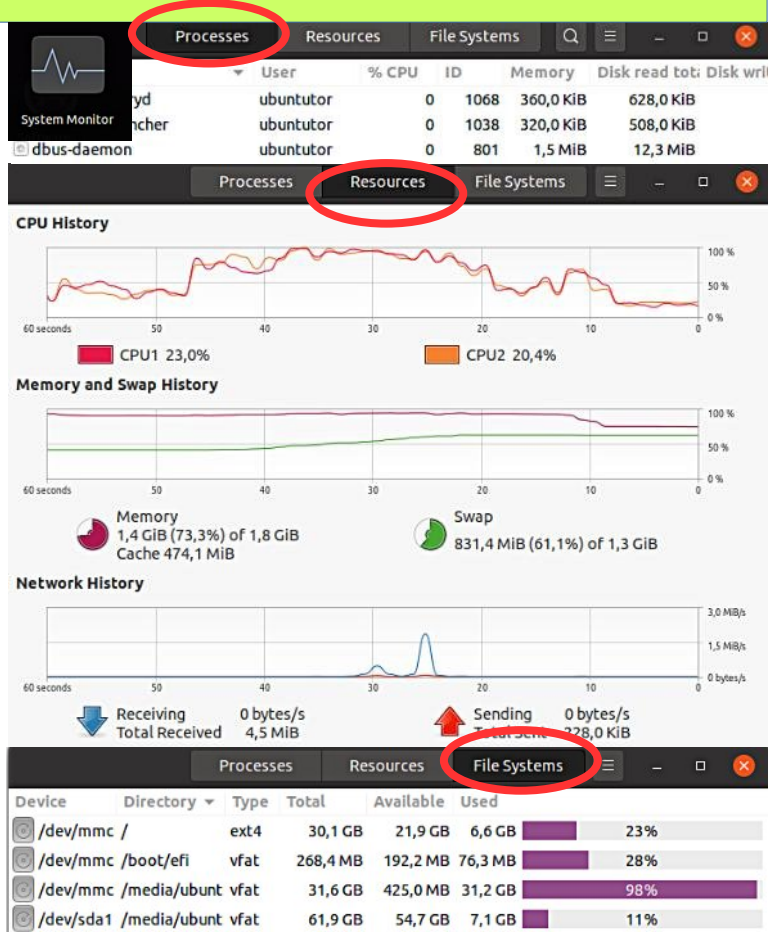 Processes Resources File Systems
User % CPU ID Memory Disk read tota Disk writ
ryd ubuntutor 0 1068 360,0 KiB 628,0 KiB
System Monitor
ncher ubuntutor 0 1038 320,0 KiB 508,0 KiB
dbus-daemon ubuntutor 0 801 1,5 MiB 12,3 MiB
Processes Resources File Systems
CPU History
100 %
50 %
0 %
60 seconds 50 40 30 20 10 0
CPU1 23,0% CPU2 20,4%
Memory and Swap History
100 %
50 %
0 %
60 seconds 50 40 30 20 10 0
Memory Swap
1,4 GiB (73,3%) of 1,8 GiB 831,4 MiB (61,1%) of 1,3 GiB
Cache 474,1 MiB
Network History
3,0 MiB/s
1,5 MiB/s
0 bytes/s
60 seconds 50 40 30 20 10 0
Receiving 0 bytes/s Sending 0 bytes/s
Total Received 4,5 MiB Total Sent 328,0 KiB
Processes Resources File Systems
Device Directory Type Total Available Used
/dev/mmc / ext4 30,1 GB 21,9 GB 6,6 GB 23%
/dev/mmc /boot/efi vfat 268,4 MB 192,2 MB 76,3 MB 28%
/dev/mmc /media/ubunt vfat 31,6 GB 425,0 MB 31,2 GB 98%
/dev/sda1 /media/ubunt vfat 61,9 GB 54,7 GB 7,1 GB 11%